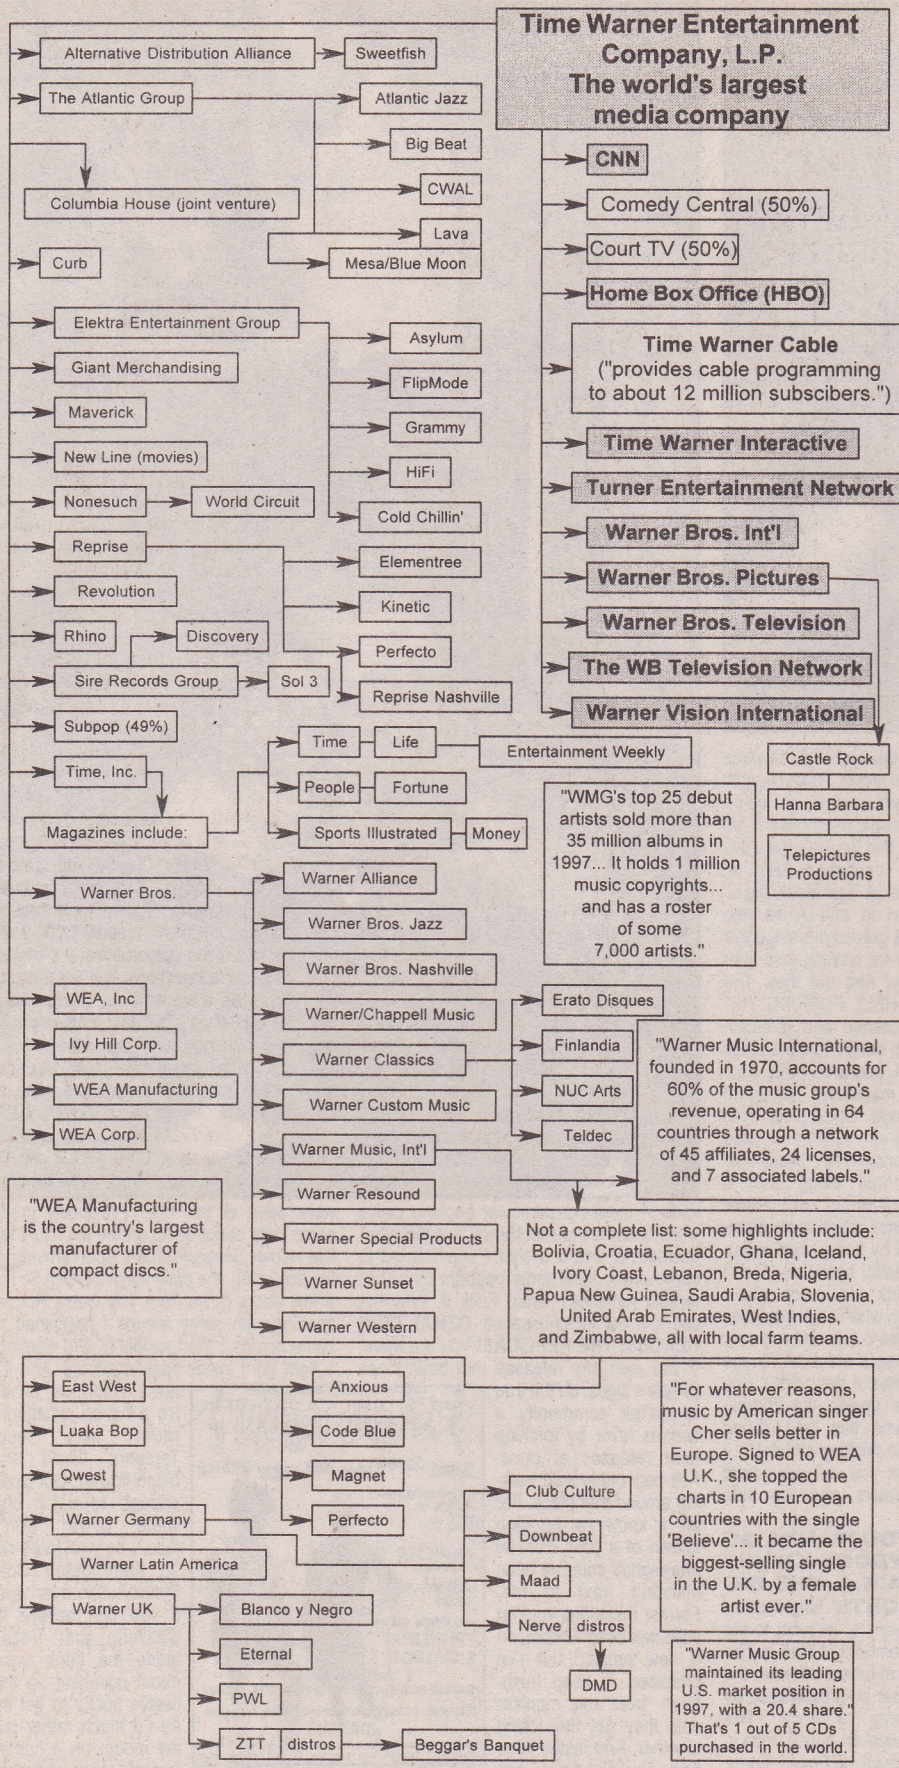 Time Warner Entertainment
Company, L.P.
The world's largest
media company
Alternative Distribution Alliance
Sweetfish
The Atlantic Group
Atlantic Jazz
Big Beat
CWAL
Lava
Mesa/Blue Moon
Columbia House (joint venture)
Curb
Elektra Entertainment Group
Asylum
FlipMode
Grammy
HiFi
Cold Chillin'
Giant Merchandising
Maverick
New Line (movies)
Nonesuch
World Circuit
Reprise
Elementree
Kinetic
Perfecto
Reprise Nashville
Revolution
Rhino
Discovery
Sire Records Group
Sol 3
Subpop (49%)
Time, Inc.
Magazines include:
Time
Life
Entertainment Weekly
People
Fortune
Sports Illustrated
Money
Warner Bros.
Warner Alliance
Warner Bros. Jazz
Warner Bros. Nashville
Warner/Chappell Music
Warner Classics
Erato Disques
Finlandia
NUC Arts
Teldec
Warner Custom Music
Warner Music, Int'l
Warner Resound
Warner Special Products
Warner Sunset
Warner Western
WEA, Inc
Ivy Hill Corp.
WEA Manufacturing
WEA Corp.
"WEA Manufacturing
is the country's largest
manufacturer of
compact discs."
CNN
Comedy Central (50%)
Court TV (50%)
Home Box Office (HBO)
Time Warner Cable
("provides cable programming
to about 12 million subscibers.")
Time Warner Interactive
Turner Entertainment Network
Warner Bros. Int'l
Warner Bros. Pictures
Warner Bros. Television
The WB Television Network
Warner Vision International
Castle Rock
Hanna Barbara
Telepictures
Productions
"WMG's top 25 debut
artists sold more than
35 million albums in
1997... It holds 1 million
music copyrights...
and has a roster
of some
7,000 artists."
"Warner Music International,
founded in 1970, accounts for
60% of the music group's
revenue, operating in 64
countries through a network
of 45 affiliates, 24 licenses,
and 7 associated labels."
Not a complete list: some highlights include:
Bolivia, Croatia, Ecuador, Ghana, Iceland,
Ivory Coast, Lebanon, Breda, Nigeria,
Papua New Guinea, Saudi Arabia, Slovenia,
United Arab Emirates, West Indies,
and Zimbabwe, all with local farm teams.
East West
Anxious
Code Blue
Magnet
Perfecto
Luaka Bop
Qwest
Warner Germany
Club Culture
Downbeat
Maad
Nerve
distros
DMD
Warner Latin America
Warner UK
Blanco y Negro
Eternal
PWL
ZTT
distros
Beggar's Banquet
"For whatever reasons,
music by American singer
Cher sells better in
Europe. Signed to WEA
U.K., she topped the
charts in 10 European
countries with the single
'Believe'... it became the
biggest-selling single
in the U.K. by a female
artist ever."
"Warner Music Group
maintained its leading
U.S. market position in
1997, with a 20.4 share."
That's 1 out of 5 CDs
purchased in the world.